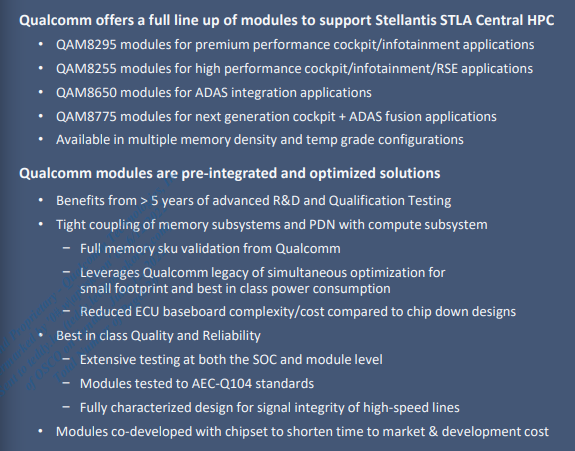 Qualcomm offers a full line up of modules to support Stellantis STLA Central HPC
• QAM8295 modules for premium performance cockpit/infotainment applications
• QAM8255 modules for high performance cockpit/infotainment/RSE applications
• QAM8650 modules for ADAS integration applications
• QAM8775 modules for next generation cockpit + ADAS fusion applications
• Available in multiple memory density and temp grade configurations
Qualcomm modules are pre-integrated and optimized solutions
• Benefits from > 5 years of advanced R&D and Qualification Testing
• Tight coupling of memory subsystems and PDN with compute subsystem
– Full memory sku validation from Qualcomm
– Leverages Qualcomm legacy of simultaneous optimization for
small footprint and best in class power consumption
– Reduced ECU baseboard complexity/cost compared to chip down designs
• Best in class Quality and Reliability
– Extensive testing at both the SOC and module level
– Modules tested to AEC-Q104 standards
– Fully characterized design for signal integrity of high-speed lines
• Modules co-developed with chipset to shorten time to market & development cost